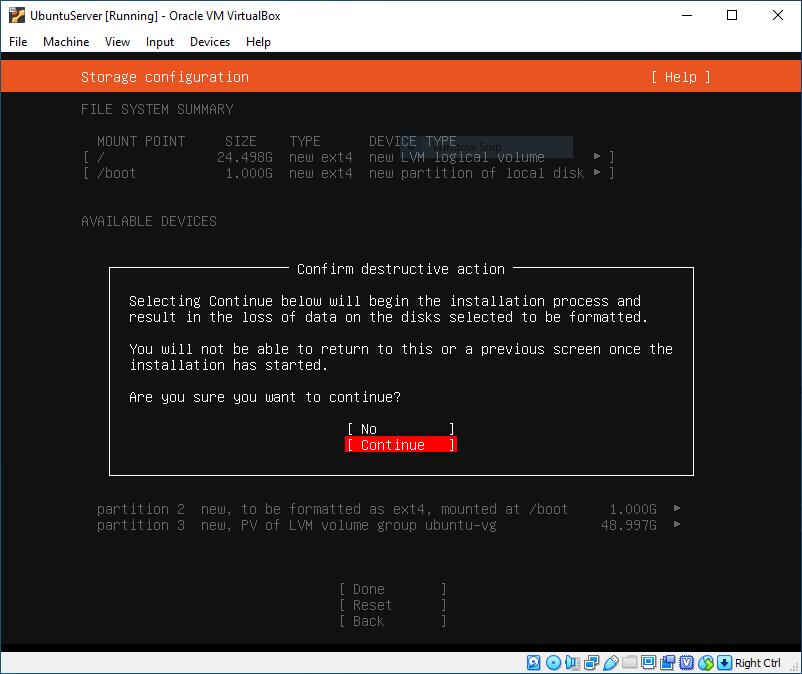 UbuntuServer [Running] - Oracle VM VirtualBox
File Machine View Input Devices Help
Storage configuration [ Help ]
FILE SYSTEM SUMMARY
MOUNT POINT SIZE TYPE DEVICE TYPE
Window Snip
[ / 24.498G new ext4 new LVM logical volume ▸ ]
[ /boot 1.000G new ext4 new partition of local disk ▸ ]
AVAILABLE DEVICES
Confirm destructive action
Selecting Continue below will begin the installation process and
result in the loss of data on the disks selected to be formatted.
You will not be able to return to this or a previous screen once the
installation has started.
Are you sure you want to continue?
[ No ]
[ Continue ]
partition 2 new, to be formatted as ext4, mounted at /boot 1.000G ▸
partition 3 new, PV of LVM volume group ubuntu-vg 48.997G ▸
[ Done ]
[ Reset ]
[ Back ]
Right Ctrl